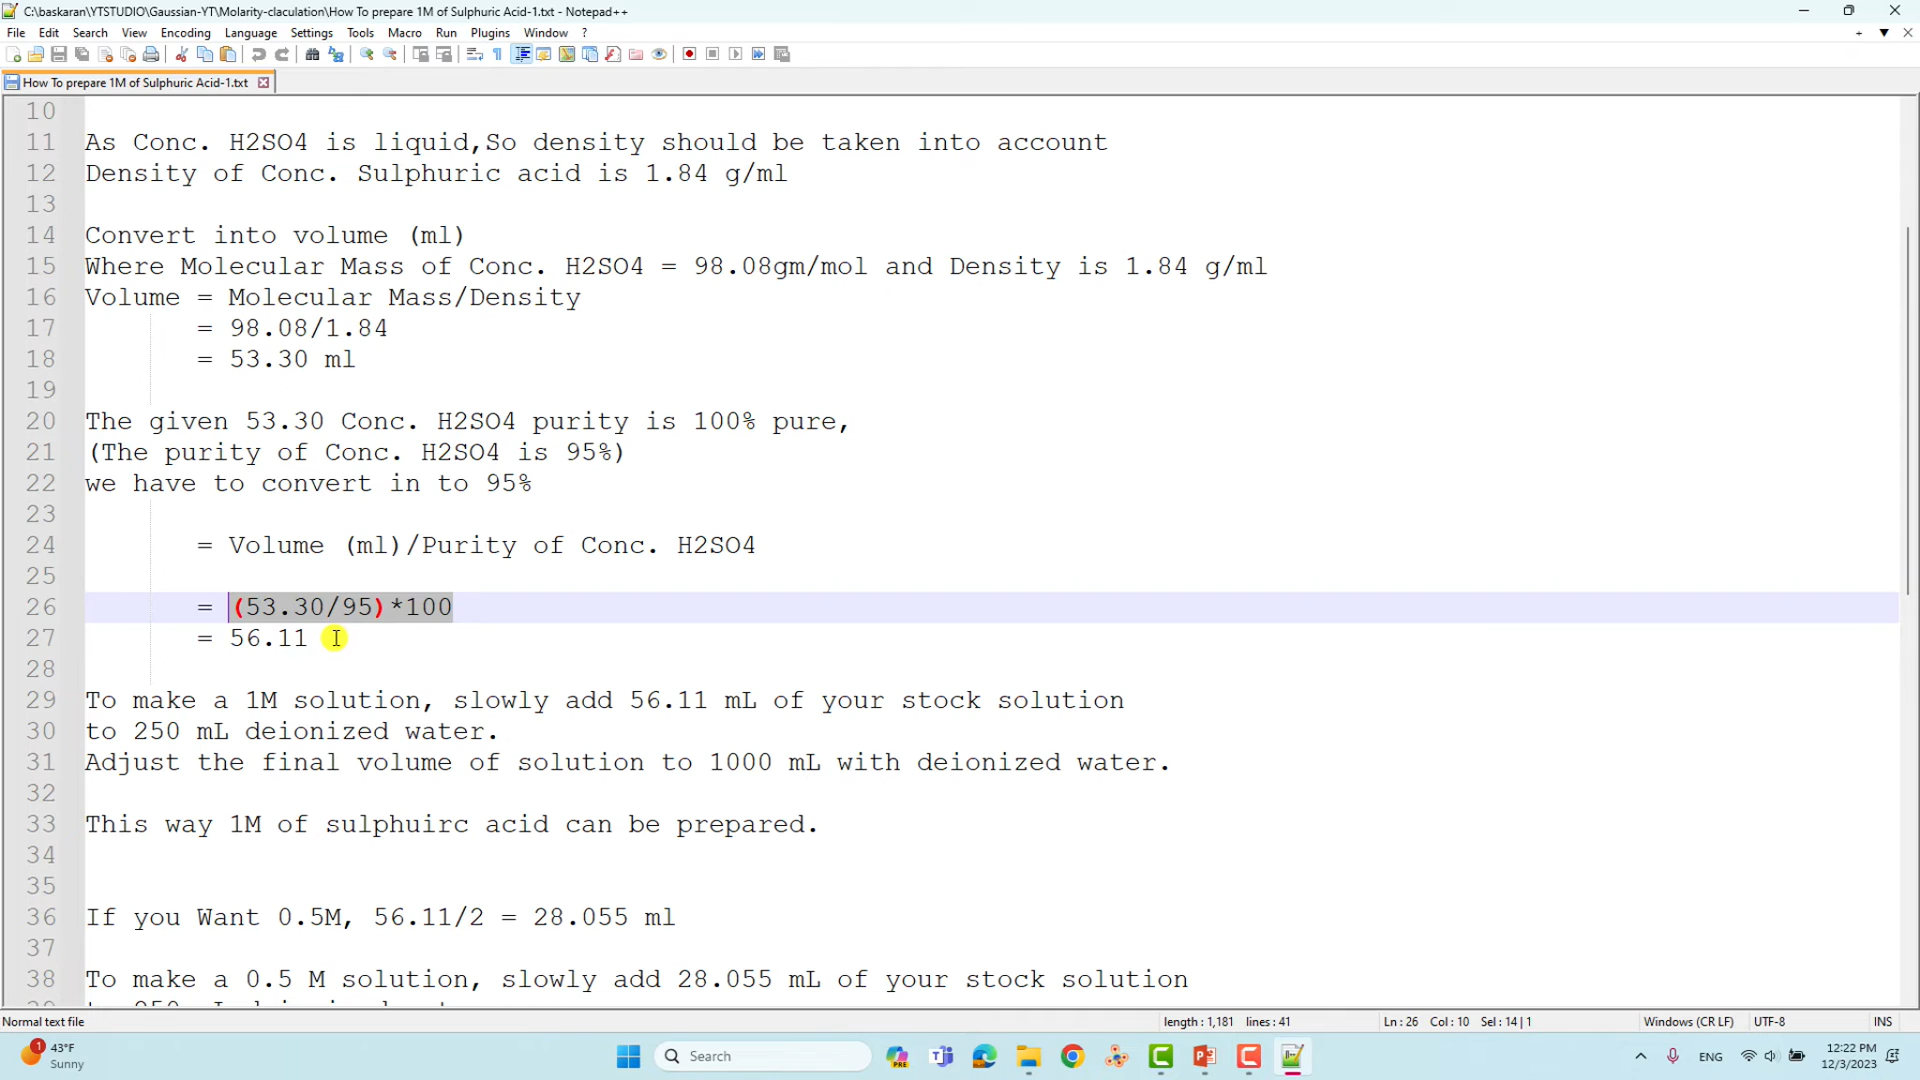 C:\baskaran\YTSTUDIO\Gaussian-YT\Molarity-claculation\How To prepare 1M of Sulphuric Acid-1.txt - Notepad++
File Edit Search View Encoding Language Settings Tools Macro Run Plugins Window ?
How To prepare 1M of Sulphuric Acid-1.txt
10
11 As Conc. H2SO4 is liquid,So density should be taken into account
12 Density of Conc. Sulphuric acid is 1.84 g/ml
13
14 Convert into volume (ml)
15 Where Molecular Mass of Conc. H2SO4 = 98.08gm/mol and Density is 1.84 g/ml
16 Volume = Molecular Mass/Density
17 = 98.08/1.84
18 = 53.30 ml
19
20 The given 53.30 Conc. H2SO4 purity is 100% pure,
21 (The purity of Conc. H2SO4 is 95%)
22 we have to convert in to 95%
23
24 = Volume (ml)/Purity of Conc. H2SO4
25
26 = (53.30/95)*100
27 = 56.11
28
29 To make a 1M solution, slowly add 56.11 mL of your stock solution
30 to 250 mL deionized water.
31 Adjust the final volume of solution to 1000 mL with deionized water.
32
33 This way 1M of sulphuirc acid can be prepared.
34
35
36 If you Want 0.5M, 56.11/2 = 28.055 ml
37
38 To make a 0.5 M solution, slowly add 28.055 mL of your stock solution
Normal text file length : 1,181 lines : 41 Ln : 26 Col : 10 Sel : 14 | 1 Windows (CR LF) UTF-8 INS
1 43°F
Sunny
Search
PRE
ENG
12:22 PM
12/3/2023